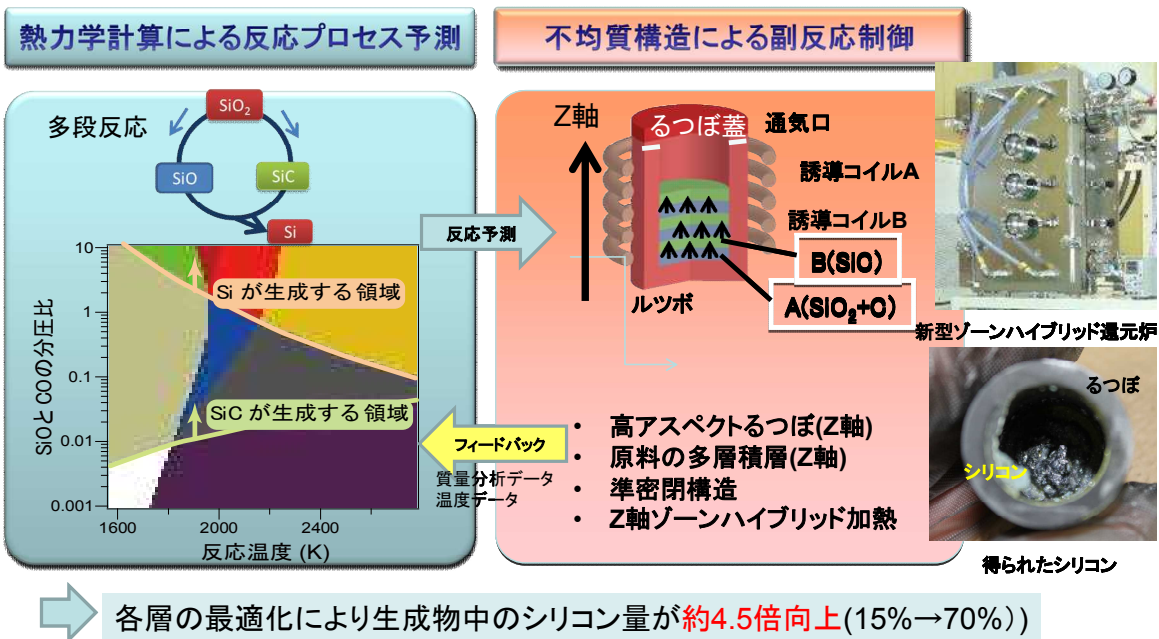 熱力学計算による反応プロセス予測
不均質構造による副反応制御
多段反応
SiO₂
SiO
SiC
Si
10
1
0.1
0.01
0.001
SiOとCOの分圧比
Si が生成する領域
SiC が生成する領域
1600
2000
2400
反応温度 (K)
反応予測
フィードバック
質量分析データ
温度データ
Z軸
るつぼ蓋
通気口
誘導コイルA
誘導コイルB
B(SiO)
A(SiO₂+C)
ルツボ
・ 高アスペクトるつぼ(Z軸)
・ 原料の多層積層(Z軸)
・ 準密閉構造
・ Z軸ゾーンハイブリッド加熱
新型ゾーンハイブリッド還元炉
るつぼ
シリコン
得られたシリコン
各層の最適化により生成物中のシリコン量が約4.5倍向上(15%→70%))